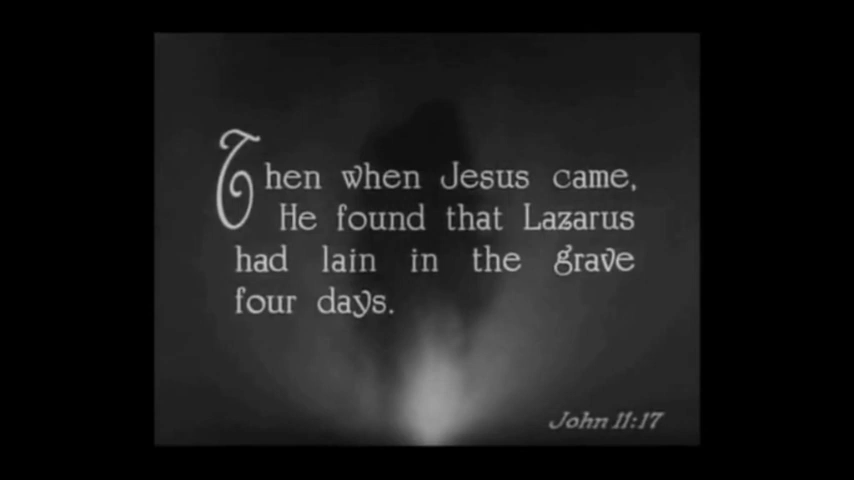 Then when Jesus came,
He found that Lazarus
had lain in the grave
four days.
John 11:17